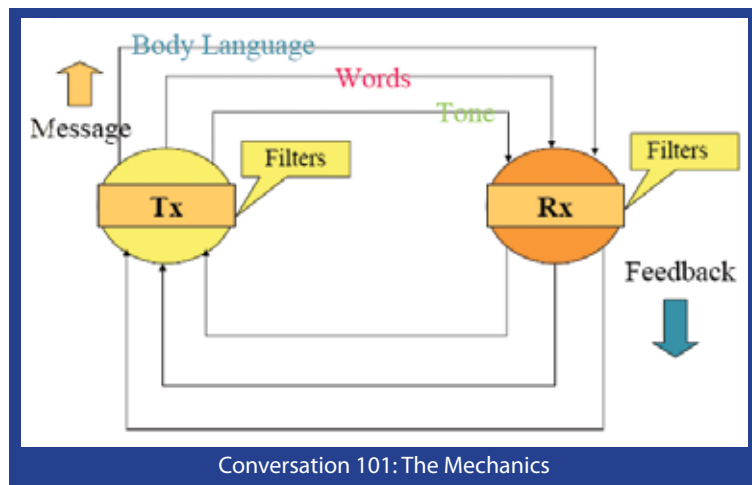 Body Language
Words
Tone
Message
Filters
Filters
Tx
Rx
Feedback
Conversation 101: The Mechanics